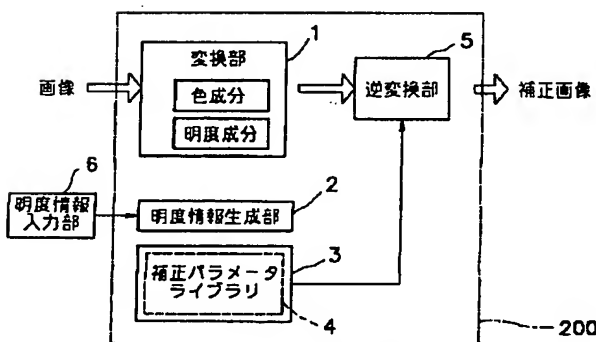 1
5
変換部
画像
色成分
明度成分
逆変換部
補正画像
6
明度情報
入力部
2
明度情報生成部
3
補正パラメータ
ライブラリ
4
200